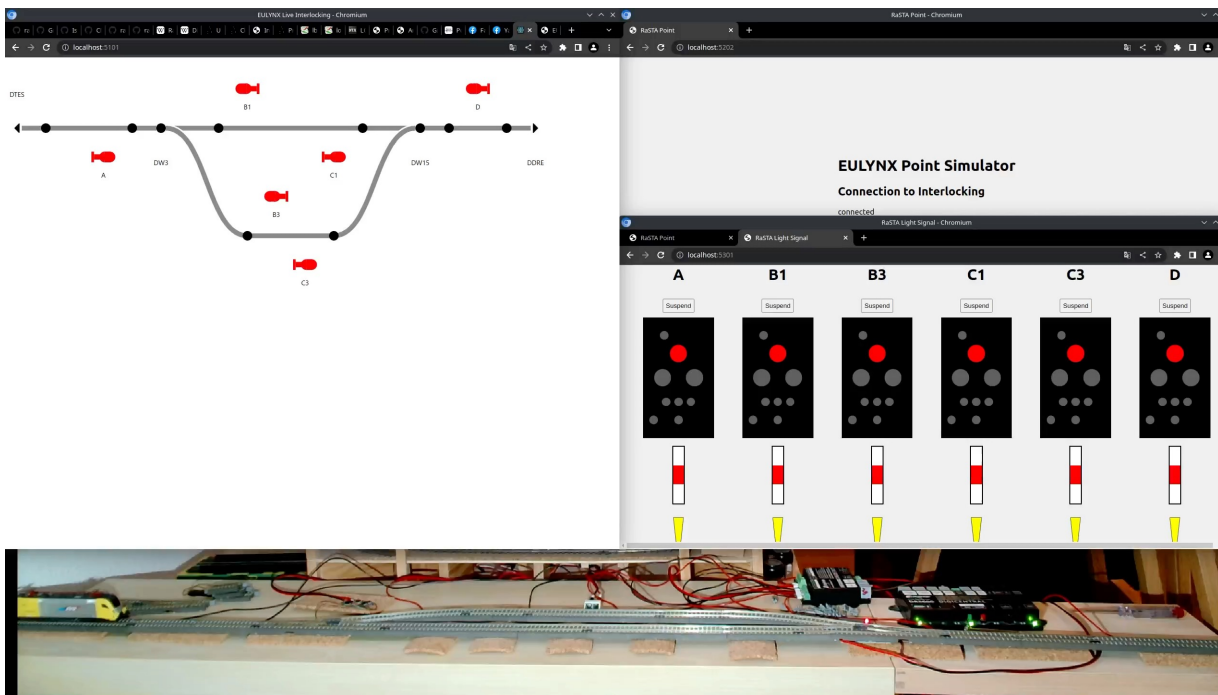 EULYNX Live Interlocking - Chromium
localhost:5101
DTES
B1
D
A
DW3
C1
DW15
DDRE
B3
C3
RaSTA Point - Chromium
RaSTA Point
localhost:5202
EULYNX Point Simulator
Connection to Interlocking
connected
RaSTA Light Signal - Chromium
RaSTA Point
RaSTA Light Signal
localhost:5301
A B1 B3 C1 C3 D
Suspend Suspend Suspend Suspend Suspend Suspend